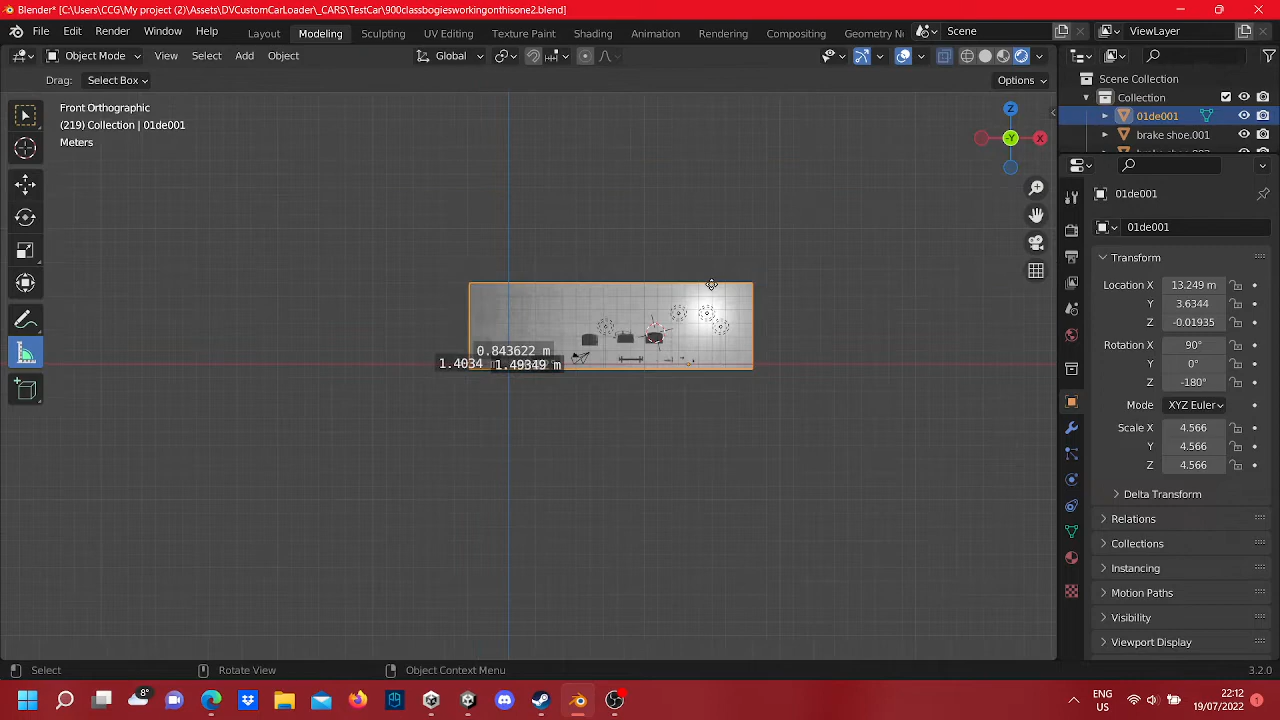 Blender* [C:\Users\CCG\My project (2)\Assets\DVCustomCarLoader\_CARS\TestCar\900classbogiesworkingonthisone2.blend]
File Edit Render Window Help Layout Modeling Sculpting UV Editing Texture Paint Shading Animation Rendering Compositing Geometry N Scene ViewLayer
Object Mode View Select Add Object Global
Drag: Select Box Options
Scene Collection
Collection
01de001
brake shoe.001
Front Orthographic
(219) Collection | 01de001
Meters
Z
-Y
X
0.843622 m
1.4034 1.49349 m
01de001
01de001
Transform
Location X 13.249 m
Y 3.6344
Z -0.01935
Rotation X 90°
Y 0°
Z -180°
Mode XYZ Euler
Scale X 4.566
Y 4.566
Z 4.566
Delta Transform
Relations
Collections
Instancing
Motion Paths
Visibility
Viewport Display
Select Rotate View Object Context Menu 3.2.0
8°
ENG
UK
22:12
19/07/2022
1